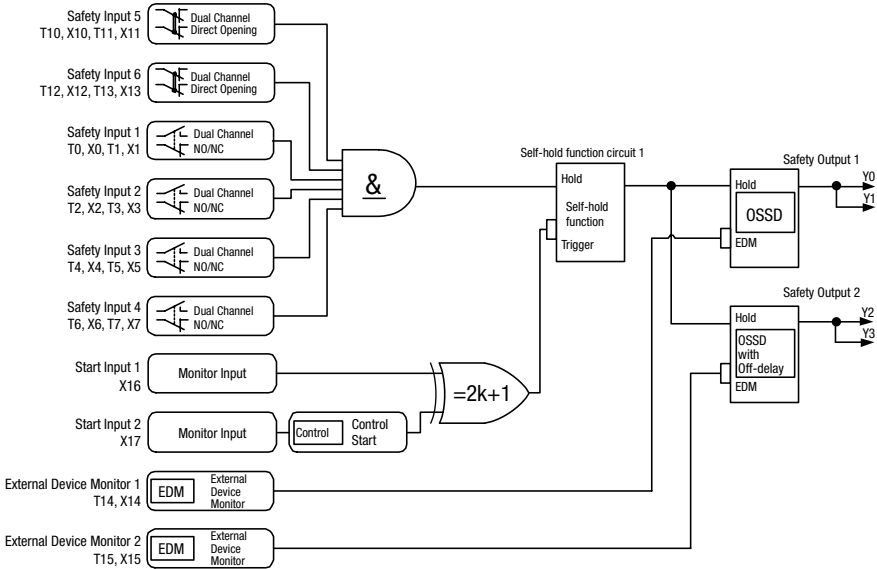 Safety Input 5
T10, X10, T11, X11
Dual Channel
Direct Opening
Safety Input 6
T12, X12, T13, X13
Dual Channel
Direct Opening
Safety Input 1
T0, X0, T1, X1
Dual Channel
NO/NC
Safety Input 2
T2, X2, T3, X3
Dual Channel
NO/NC
Safety Input 3
T4, X4, T5, X5
Dual Channel
NO/NC
Safety Input 4
T6, X6, T7, X7
Dual Channel
NO/NC
&
Self-hold function circuit 1
Hold
Self-hold
function
Trigger
Safety Output 1
Hold
OSSD
EDM
Y0
Y1
Safety Output 2
Hold
OSSD
with
Off-delay
EDM
Y2
Y3
Start Input 1
X16
Monitor Input
Start Input 2
X17
Monitor Input
Control
Control
Start
=2k+1
External Device Monitor 1
T14, X14
EDM
External
Device
Monitor
External Device Monitor 2
T15, X15
EDM
External
Device
Monitor